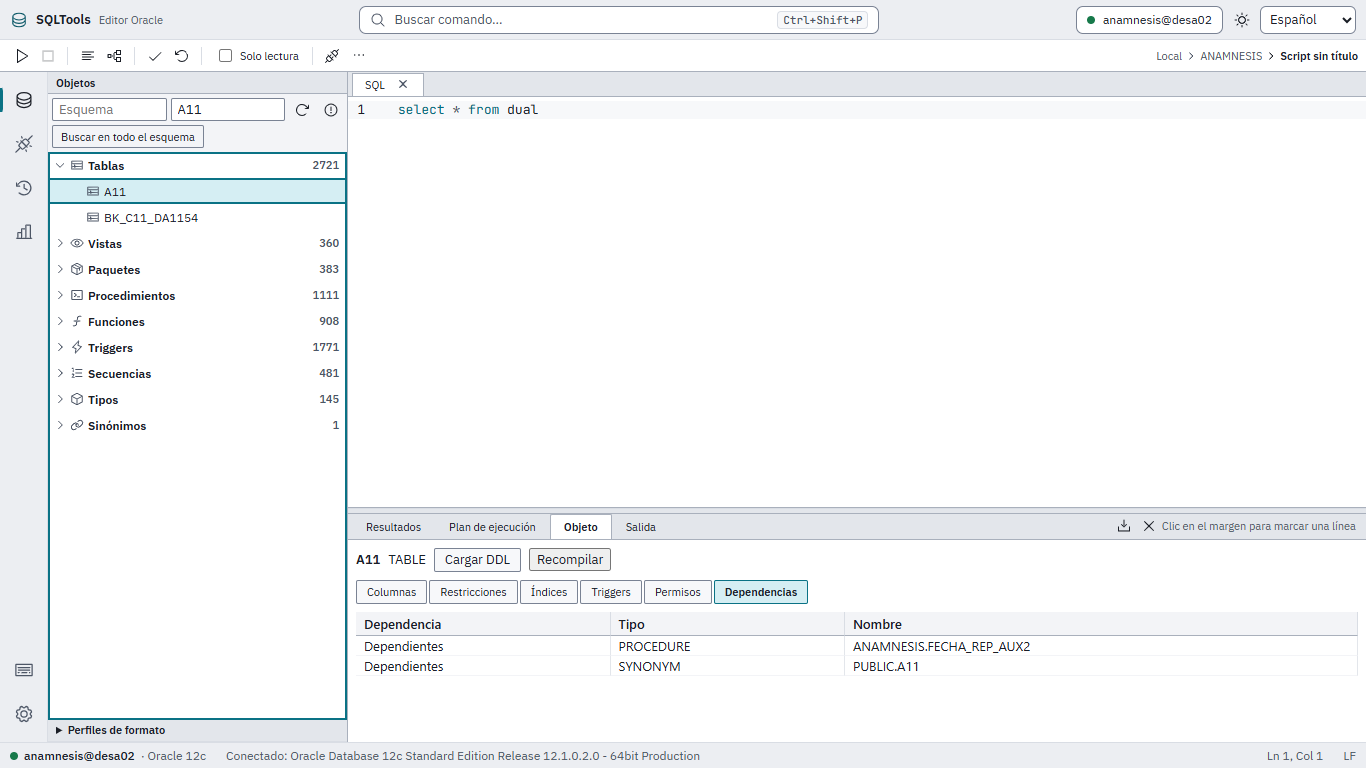 SQLTools Editor Oracle
Buscar comando... Ctrl+Shift+P
anamnesis@desa02
Español
Solo lectura
...
Local > ANAMNESIS > Script sin título
Objetos
Esquema A11
Buscar en todo el esquema
Tablas 2721
A11
BK_C11_DA1154
Vistas 360
Paquetes 383
Procedimientos 1111
Funciones 908
Triggers 1771
Secuencias 481
Tipos 145
Sinónimos 1
Perfiles de formato
SQL
1 select * from dual
Resultados Plan de ejecución Objeto Salida
Clic en el margen para marcar una línea
A11 TABLE Cargar DDL Recompilar
Columnas Restricciones Índices Triggers Permisos Dependencias
Dependencia Tipo Nombre
Dependientes PROCEDURE ANAMNESIS.FECHA_REP_AUX2
Dependientes SYNONYM PUBLIC.A11
anamnesis@desa02 · Oracle 12c Conectado: Oracle Database 12c Standard Edition Release 12.1.0.2.0 - 64bit Production Ln 1, Col 1 LF